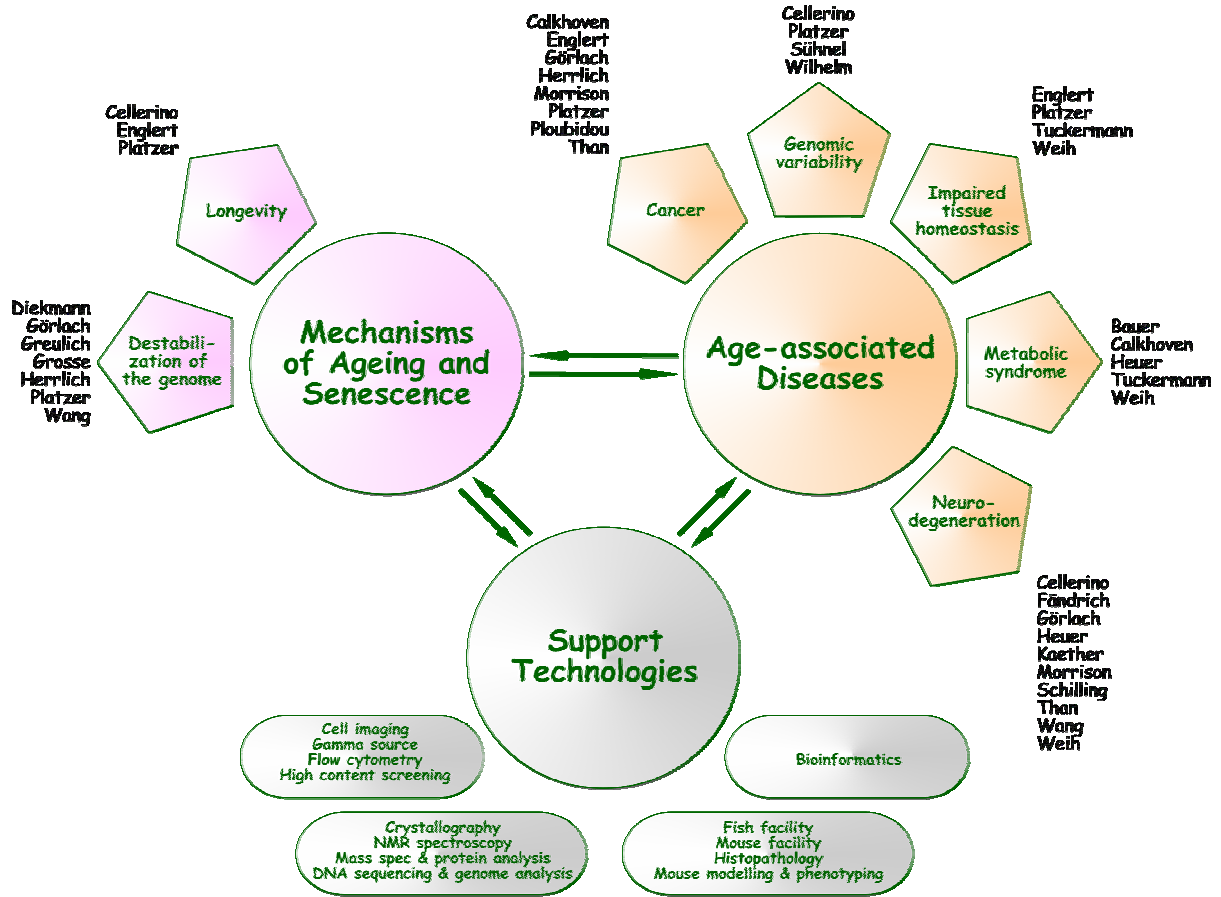 Calkhoven
Englert
Görlach
Herrlich
Morrison
Platzer
Ploubidou
Than
Cellerino
Platzer
Sühnel
Wilhelm
Englert
Platzer
Tuckermann
Weih
Cellerino
Englert
Platzer
Longevity
Cancer
Genomic
variability
Impaired
tissue
homeostasis
Diekmann
Görlach
Greulich
Grosse
Herrlich
Platzer
Wang
Destabili-
zation of
the genome
Mechanisms
of Ageing and
Senescence
Age-associated
Diseases
Metabolic
syndrome
Bauer
Calkhoven
Heuer
Tuckermann
Weih
Neuro-
degeneration
Cellerino
Fändrich
Görlach
Heuer
Kaether
Morrison
Schilling
Than
Wang
Weih
Support
Technologies
Cell imaging
Gamma source
Flow cytometry
High content screening
Bioinformatics
Crystallography
NMR spectroscopy
Mass spec & protein analysis
DNA sequencing & genome analysis
Fish facility
Mouse facility
Histopathology
Mouse modelling & phenotyping